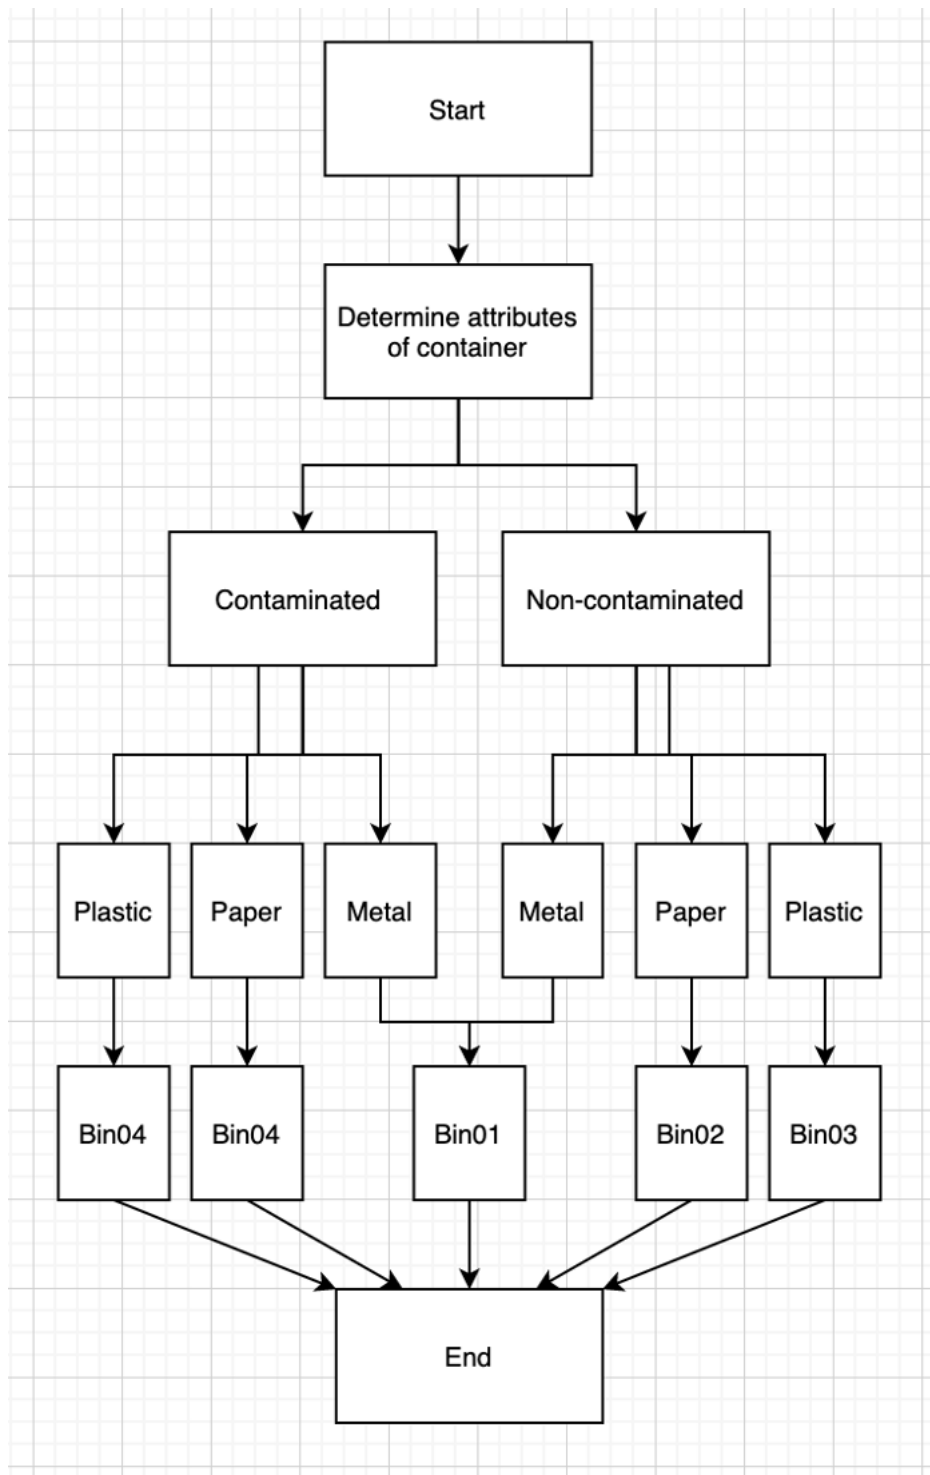 Start
Determine attributes
of container
Contaminated
Non-contaminated
Plastic
Paper
Metal
Metal
Paper
Plastic
Bin04
Bin04
Bin01
Bin02
Bin03
End